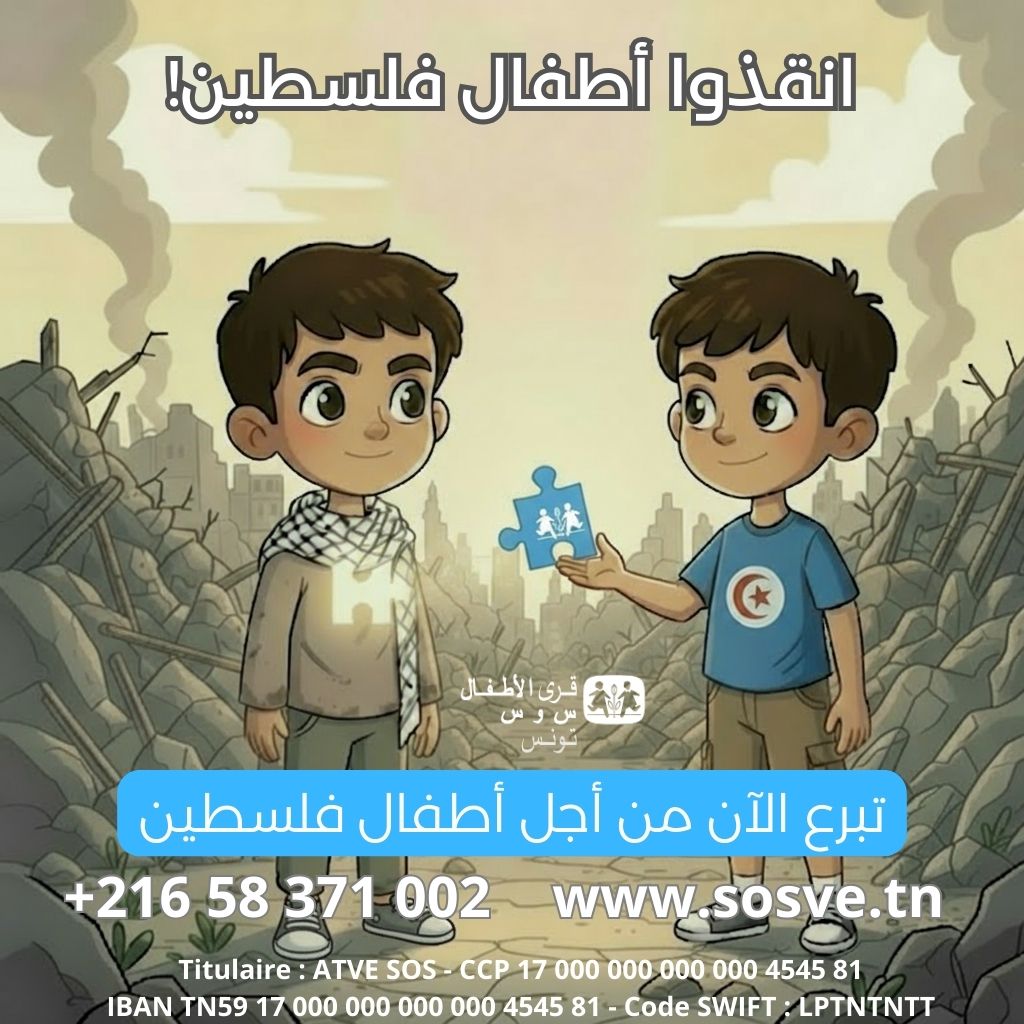 انقذوا أطفال فلسطين!
قرى الأطفال
س و س
تونس
تبرع الآن من أجل أطفال فلسطين
+216 58 371 002 www.sosve.tn
Titulaire : ATVE SOS - CCP 17 000 000 000 000 4545 81
IBAN TN59 17 000 000 000 000 4545 81 - Code SWIFT : LPTNTNTT